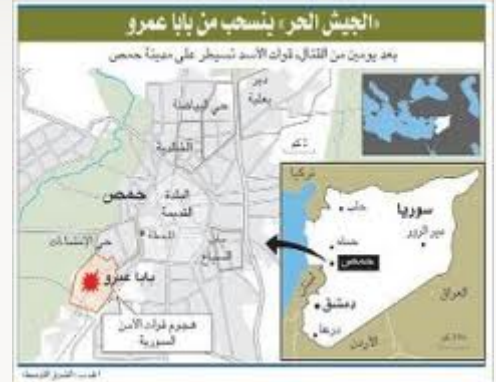 «الجيش الحر» ينسحب من بابا عمرو
بعد يومين من القتال، قوات الأسد تسيطر على مدينة حمص
دير
بعلبة
حي البياضة
الخالدية
حمص
البلدة
القديمة
حي الإنشاءات
بابا عمرو
هجوم قوات الأمن
السورية
تركيا
حلب
سوريا
دير الزور
حماه
حمص
دمشق
العراق
درعا
الأردن